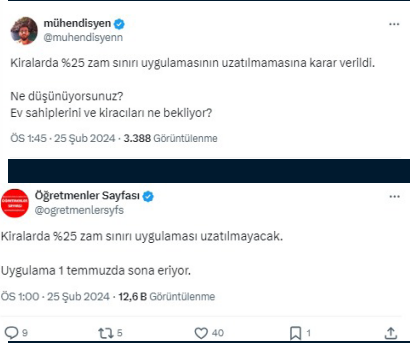 mühendisyen
@muhendisyenn
Kiralarda %25 zam sınırı uygulamasının uzatılmamasına karar verildi.
Ne düşünüyorsunuz?
Ev sahiplerini ve kiracıları ne bekliyor?
ÖS 1:45 · 25 Şub 2024 · 3.388 Görüntülenme
Öğretmenler Sayfası
@ogretmenlersyfs
Kiralarda %25 zam sınırı uygulaması uzatılmayacak.
Uygulama 1 temmuzda sona eriyor.
ÖS 1:00 · 25 Şub 2024 · 12,6 B Görüntülenme
9 5 40 1